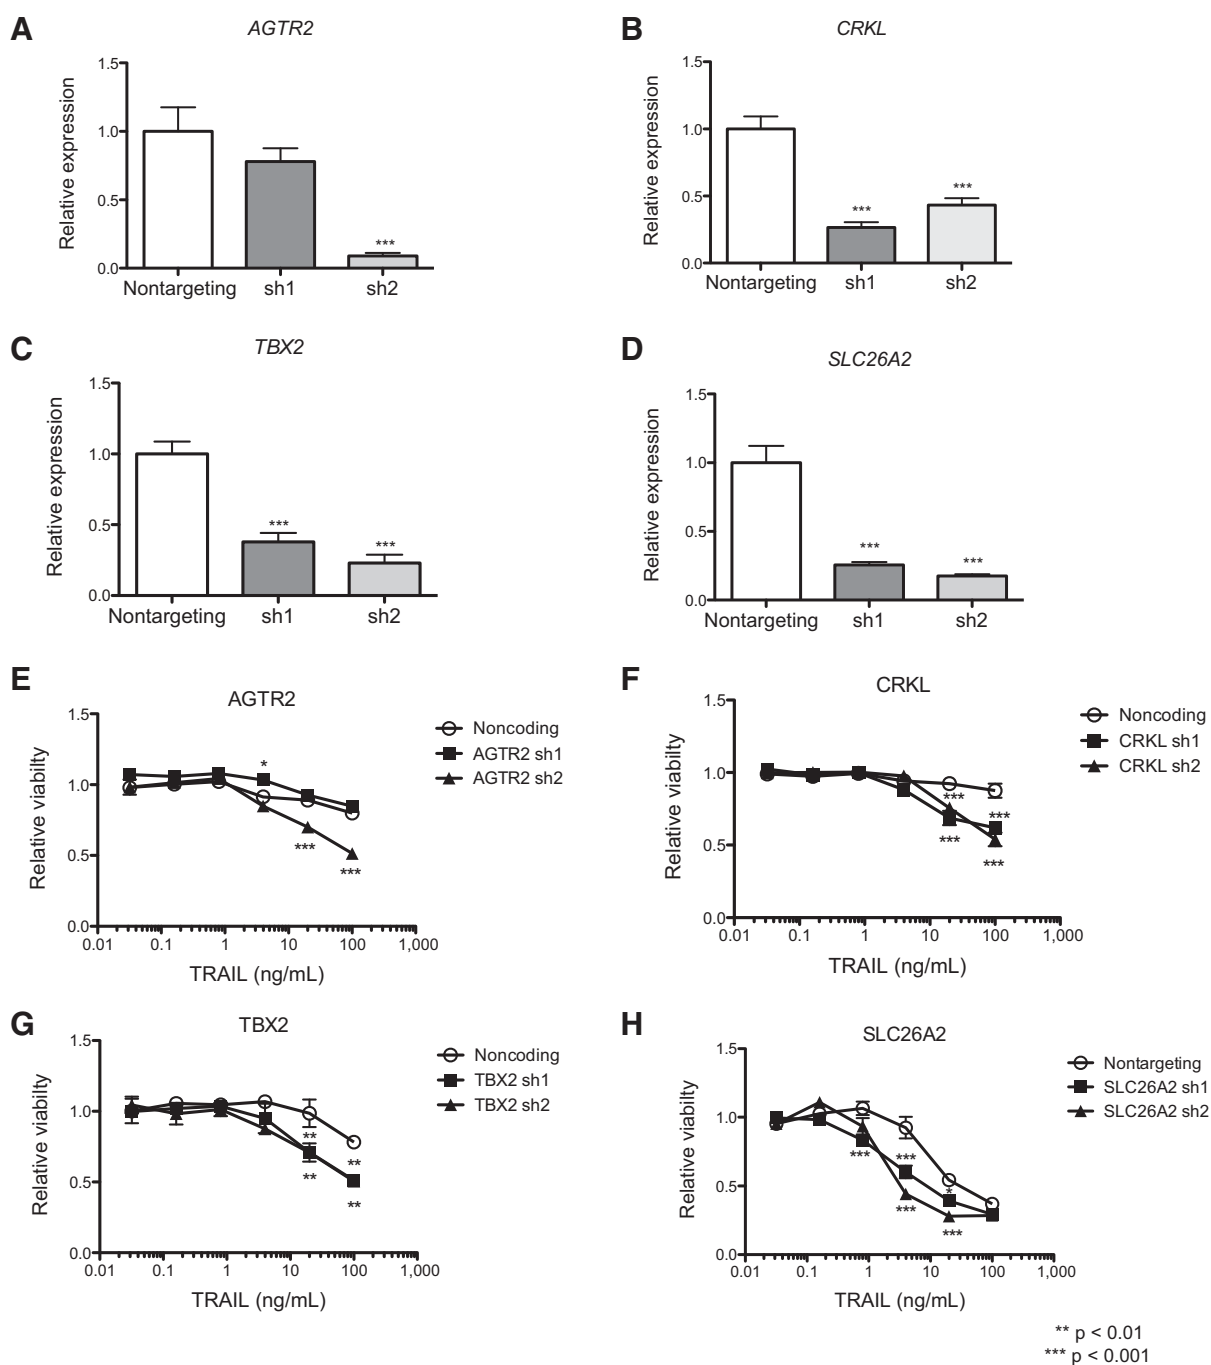 A
AGTR2
Relative expression
1.5
1.0
0.5
0.0
***
Nontargeting sh1 sh2
B
CRKL
Relative expression
1.5
1.0
0.5
0.0
***
***
Nontargeting sh1 sh2
C
TBX2
Relative expression
1.5
1.0
0.5
0.0
***
***
Nontargeting sh1 sh2
D
SLC26A2
Relative expression
1.5
1.0
0.5
0.0
***
***
Nontargeting sh1 sh2
E
AGTR2
Relative viabilty
1.5
1.0
0.5
0.0
*
***
***
0.01 0.1 1 10 100 1,000
TRAIL (ng/mL)
Noncoding
AGTR2 sh1
AGTR2 sh2
F
CRKL
Relative viabilty
1.5
1.0
0.5
0.0
***
***
***
***
0.01 0.1 1 10 100 1,000
TRAIL (ng/mL)
Noncoding
CRKL sh1
CRKL sh2
G
TBX2
Relative viabilty
1.5
1.0
0.5
0.0
**
**
**
**
0.01 0.1 1 10 100 1,000
TRAIL (ng/mL)
Noncoding
TBX2 sh1
TBX2 sh2
H
SLC26A2
Relative viabilty
1.5
1.0
0.5
0.0
***
***
*
***
***
0.01 0.1 1 10 100 1,000
TRAIL (ng/mL)
Nontargeting
SLC26A2 sh1
SLC26A2 sh2
** p < 0.01
*** p < 0.001